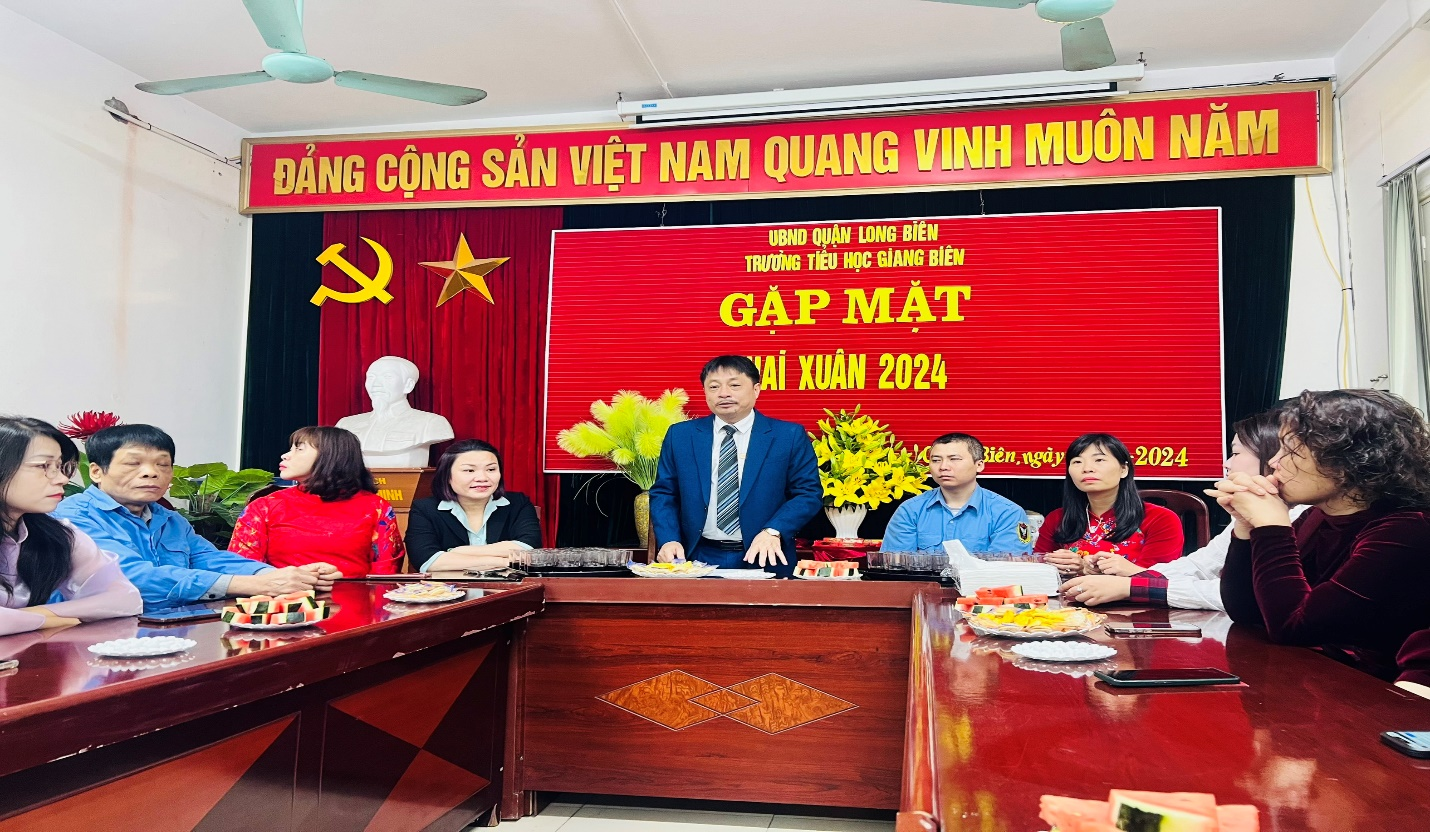 ĐẢNG CỘNG SẢN VIỆT NAM QUANG VINH MUÔN NĂM
UBND QUẬN LONG BIÊN
TRƯỜNG TIỂU HỌC GIANG BIÊN
GẶP MẶT
XUÂN 2024
Biên, ngày
-2024
MINH